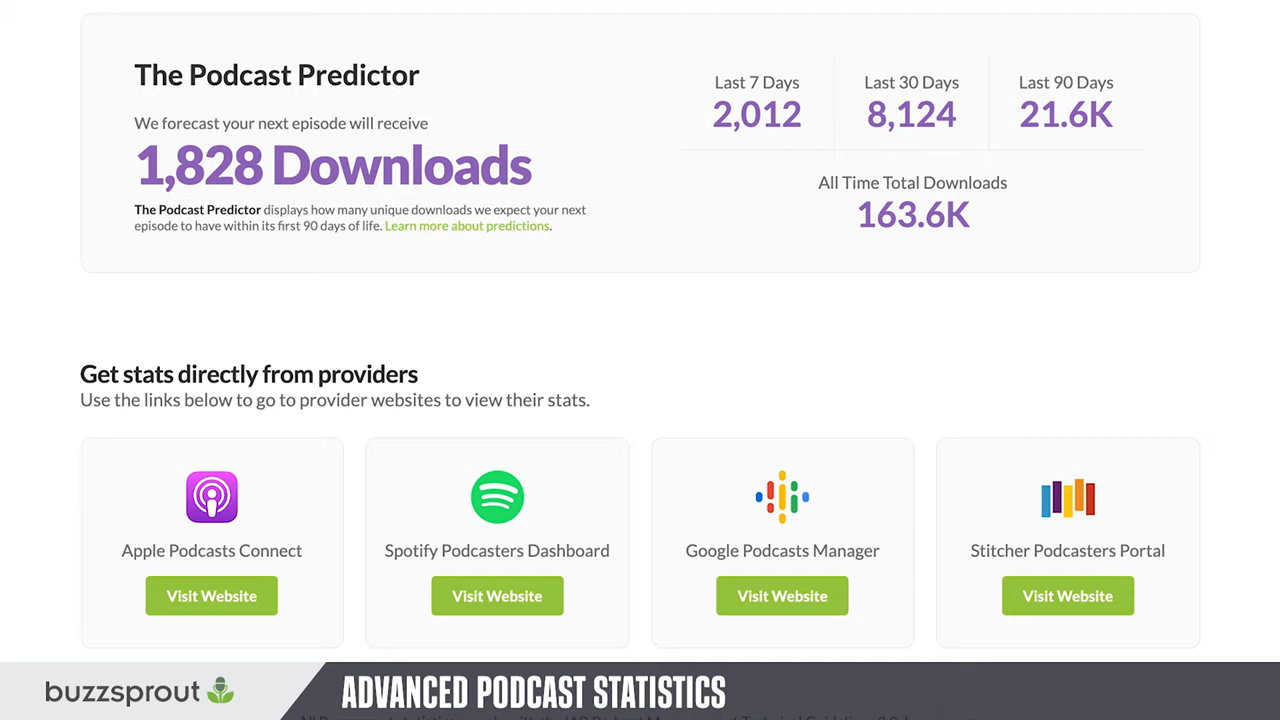 The Podcast Predictor
We forecast your next episode will receive
1,828 Downloads
The Podcast Predictor displays how many unique downloads we expect your next
episode to have within its first 90 days of life. Learn more about predictions.
Last 7 Days
2,012
Last 30 Days
8,124
Last 90 Days
21.6K
All Time Total Downloads
163.6K
Get stats directly from providers
Use the links below to go to provider websites to view their stats.
Apple Podcasts Connect
Visit Website
Spotify Podcasters Dashboard
Visit Website
Google Podcasts Manager
Visit Website
Stitcher Podcasters Portal
Visit Website
buzzsprout
ADVANCED PODCAST STATISTICS